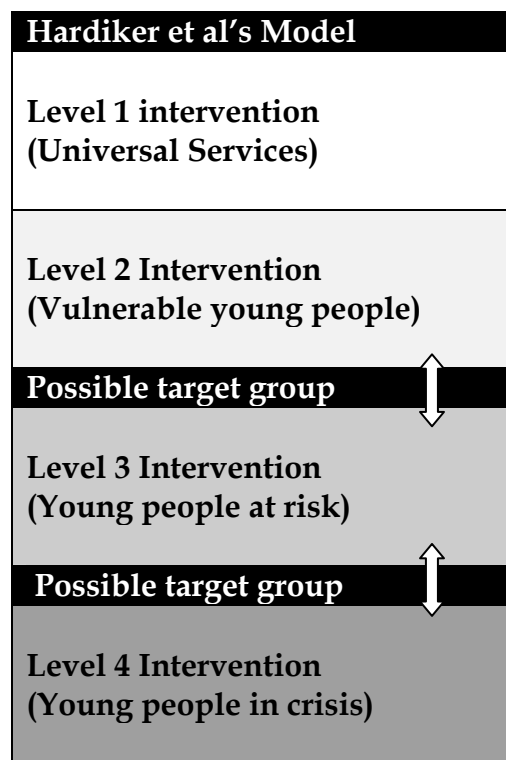 Hardiker et al's Model
Level 1 intervention
(Universal Services)
Level 2 Intervention
(Vulnerable young people)
Possible target group
Level 3 Intervention
(Young people at risk)
Possible target group
Level 4 Intervention
(Young people in crisis)